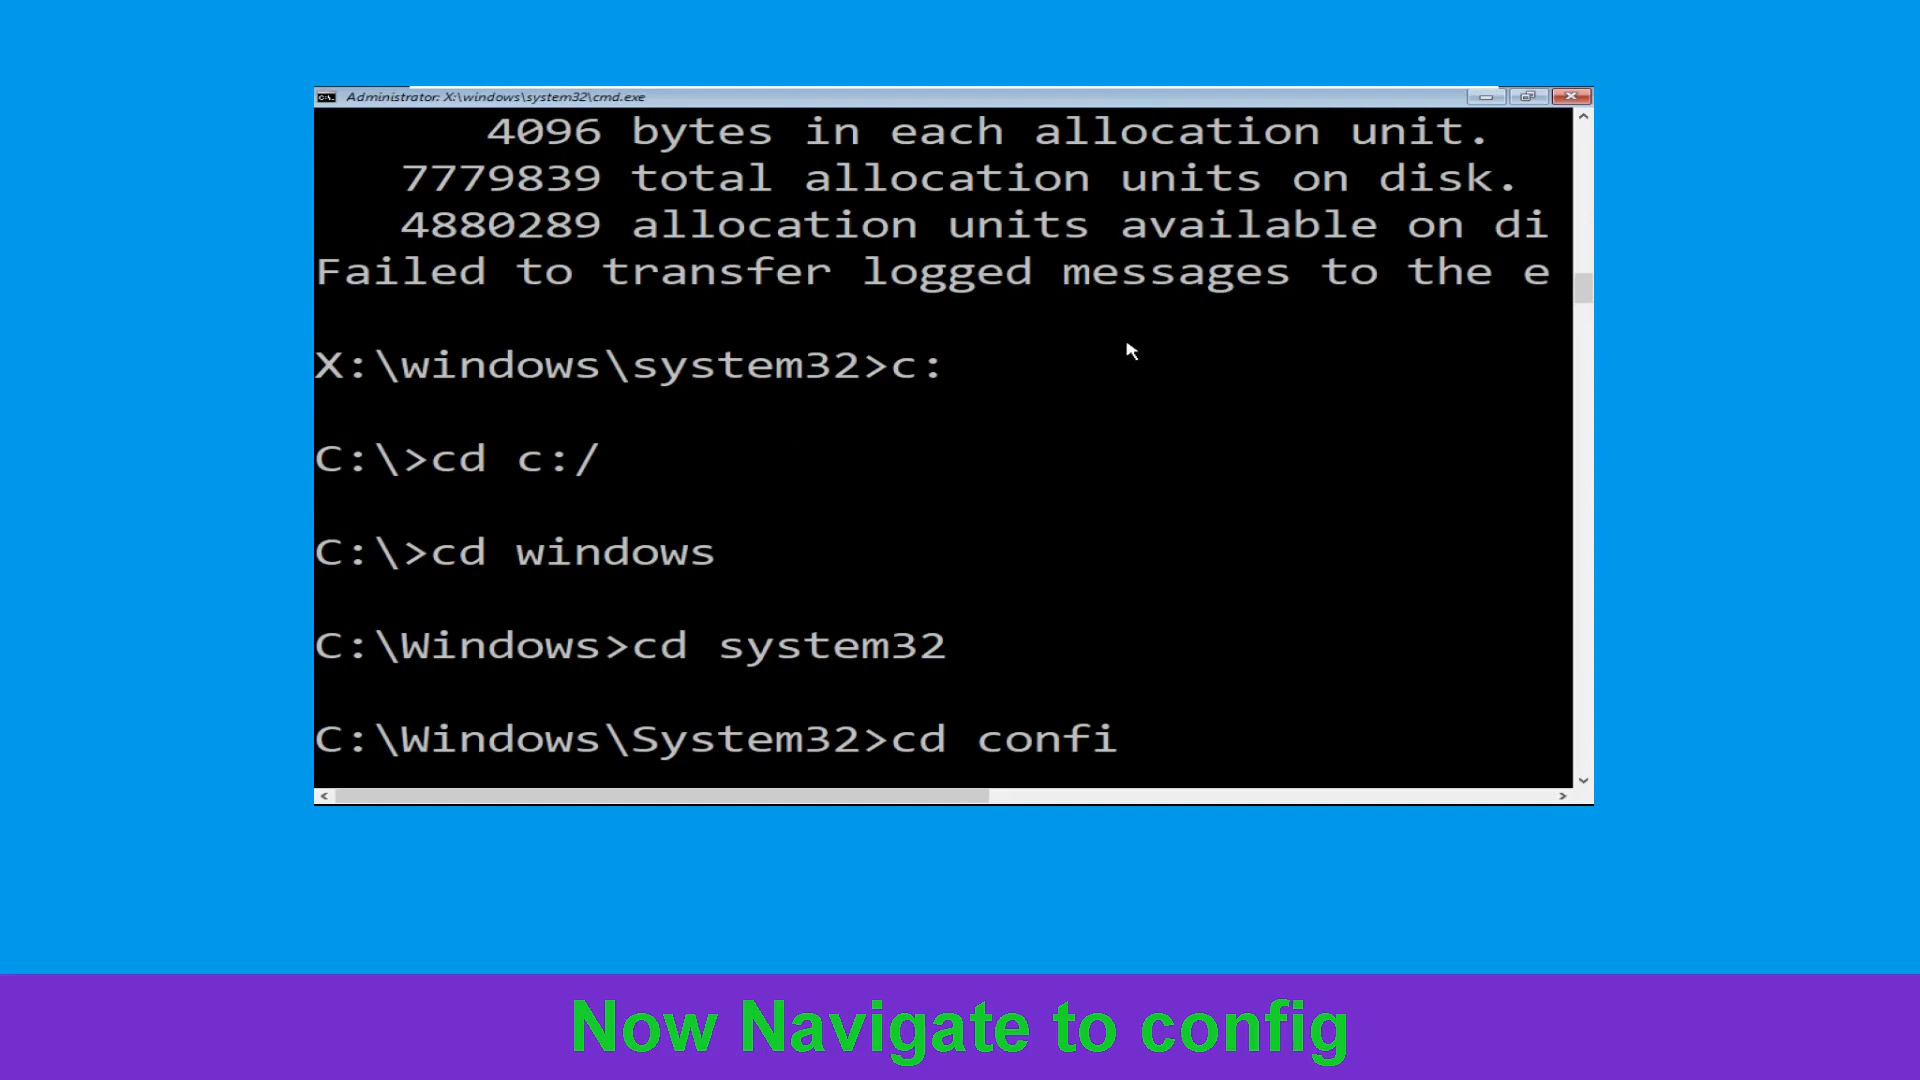 Administrator: X:\windows\system32\cmd.exe
4096 bytes in each allocation unit.
7779839 total allocation units on disk.
4880289 allocation units available on di
Failed to transfer logged messages to the e
X:\windows\system32>c:
C:\>cd c:/
C:\>cd windows
C:\Windows>cd system32
C:\Windows\System32>cd confi
Now Navigate to config